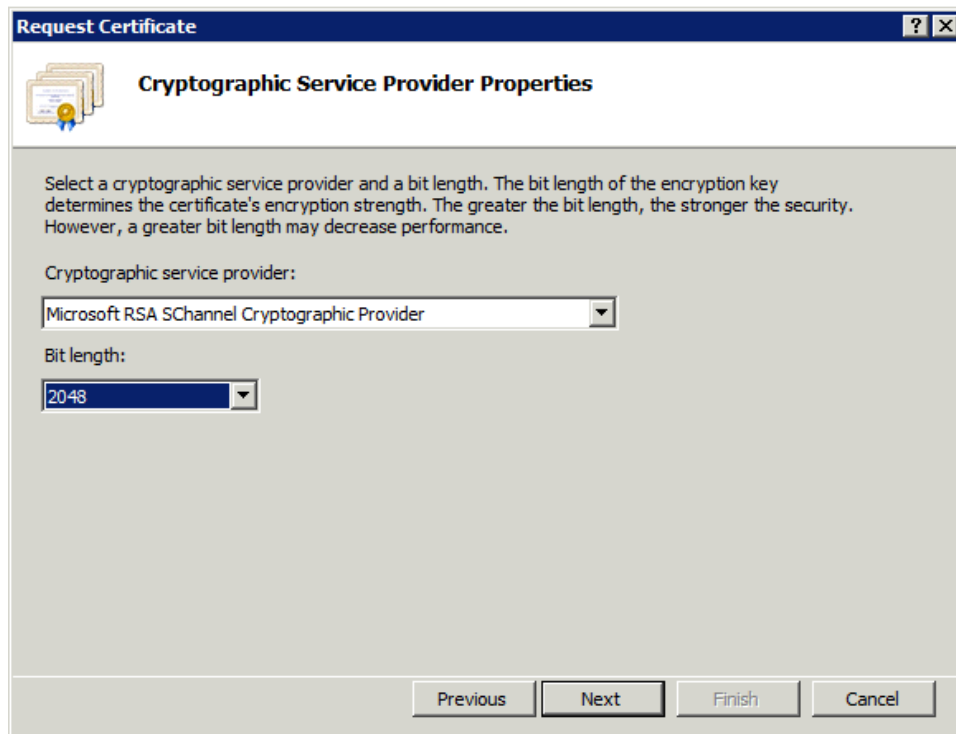 Request Certificate
Cryptographic Service Provider Properties
Select a cryptographic service provider and a bit length. The bit length of the encryption key
determines the certificate's encryption strength. The greater the bit length, the stronger the security.
However, a greater bit length may decrease performance.
Cryptographic service provider:
Microsoft RSA SChannel Cryptographic Provider
Bit length:
2048
Previous Next Finish Cancel